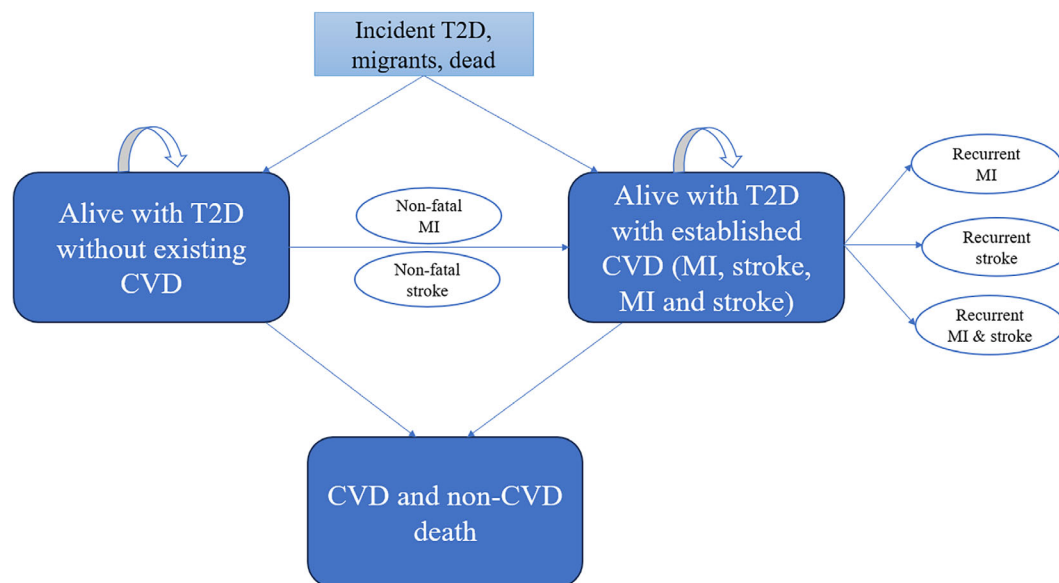 Incident T2D,
migrants, dead
Alive with T2D
without existing
CVD
Non-fatal
MI
Non-fatal
stroke
Alive with T2D
with established
CVD (MI, stroke,
MI and stroke)
Recurrent
MI
Recurrent
stroke
Recurrent
MI & stroke
CVD and non-CVD
death